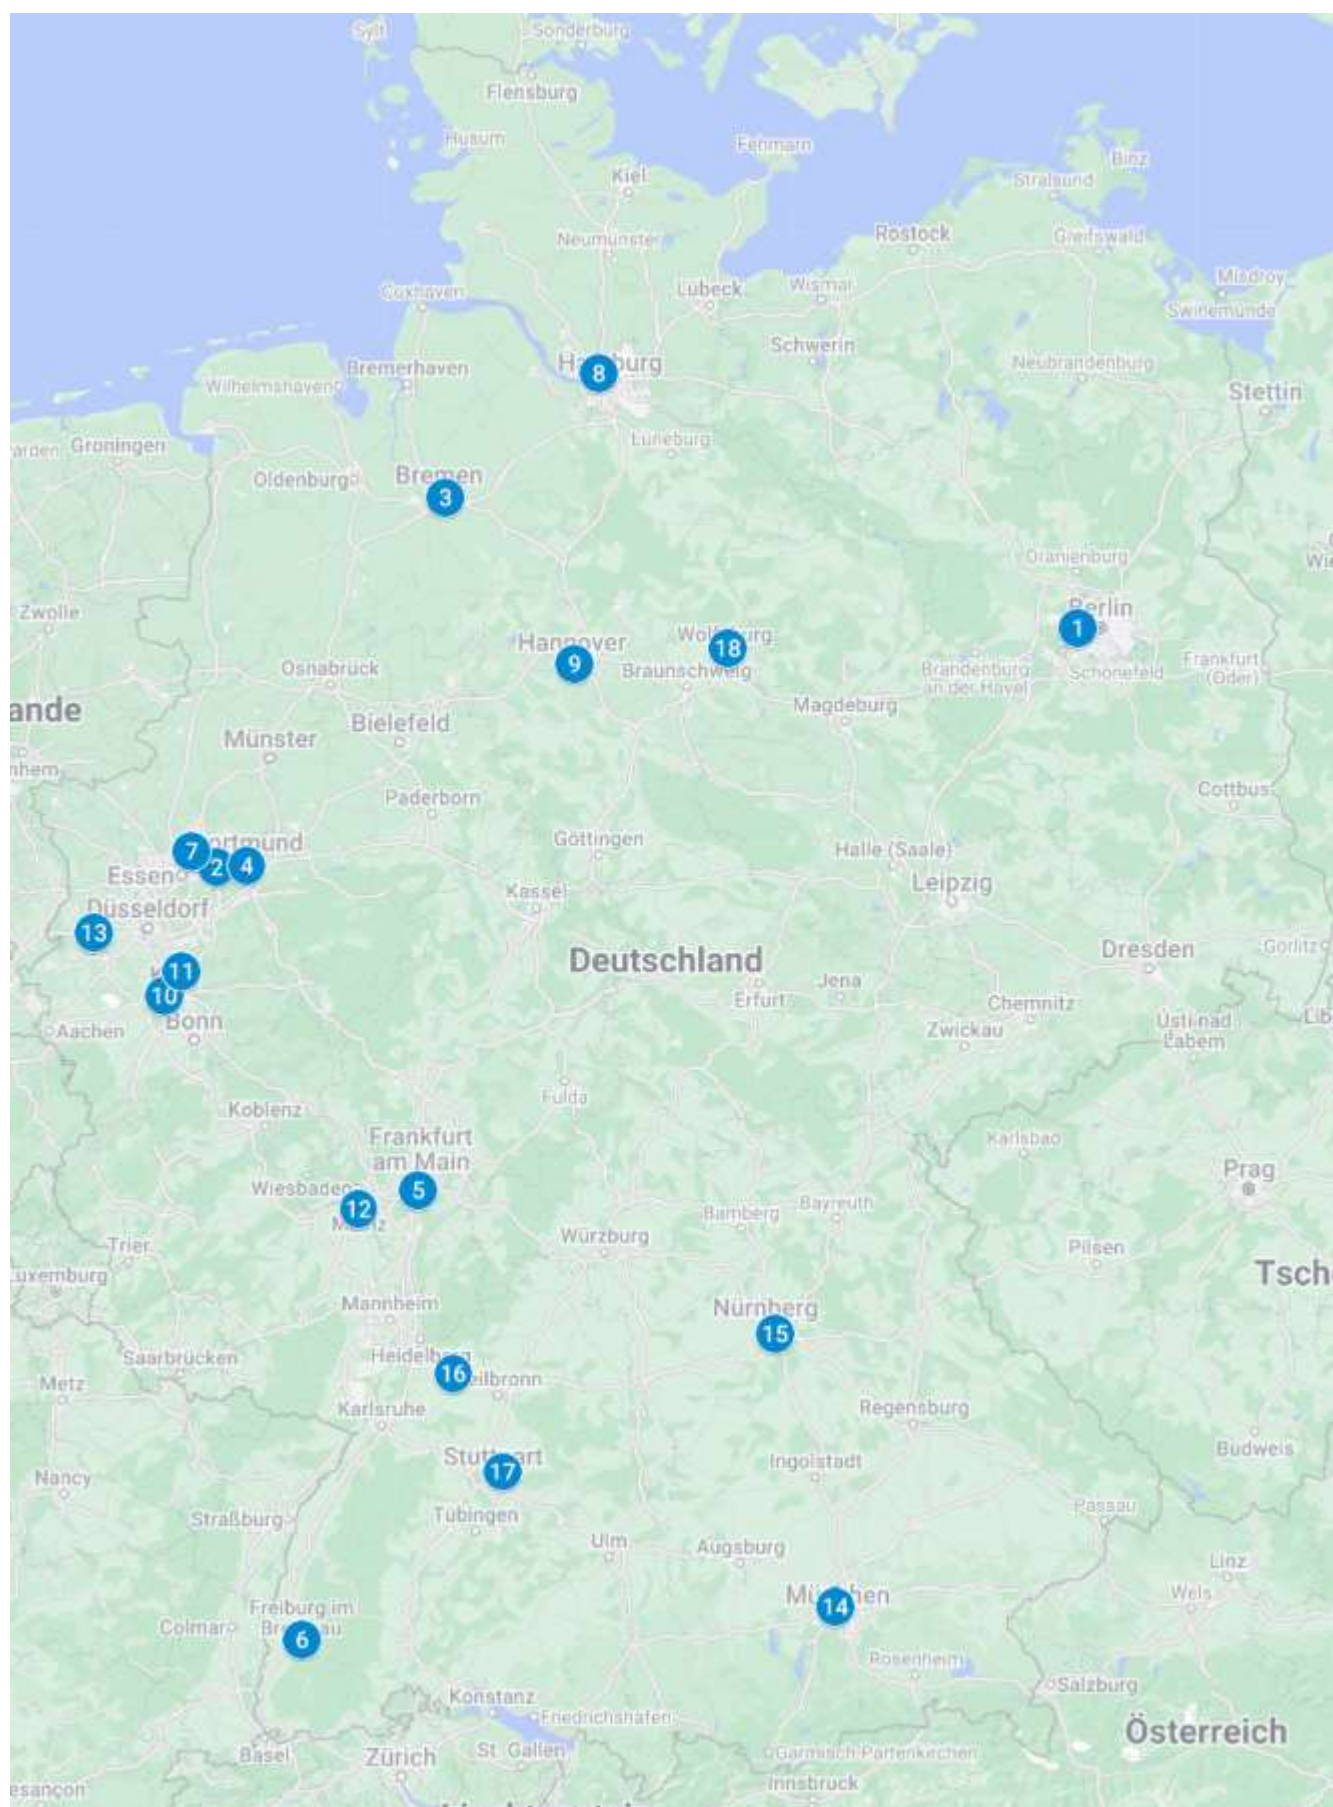 Sylt
Sonderburg
Flensburg
Husum
Fehmarn
Binz
Kiel
Stralsund
Neumünster
Rostock
Greifswald
Cuxhaven
Lübeck
Wismar
Misdroy
Swinemünde
Schwerin
8
Bremerhaven
Wilhelmshaven
Neubrandenburg
Stettin
Lüneburg
Groningen
Oldenburg
Bremen
3
Oranienburg
Zwolle
Berlin
1
Hannover
9
18
Osnabrück
Braunschweig
Brandenburg
an der Havel
Schönefeld
Frankfurt
(Oder)
ande
Magdeburg
Bielefeld
Münster
nhem
Paderborn
Cottbus
7
2
4
Göttingen
Halle (Saale)
Essen
Kassel
Leipzig
Düsseldorf
13
Dresden
Görlitz
Deutschland
11
10
Jena
Erfurt
Chemnitz
Aachen
Bonn
Zwickau
Ústí nad
Labem
Lib
Fulda
Koblenz
Frankfurt
am Main
Karlsbad
Prag
Wiesbaden
5
12
Bamberg
Bayreuth
Würzburg
Trier
Pilsen
uxemburg
Tsch
Mannheim
Nürnberg
15
Saarbrücken
16
Metz
Karlsruhe
Regensburg
Budweis
17
Ingolstadt
Nancy
Passau
Straßburg
Tübingen
Ulm
Augsburg
Linz
14
Wels
Freiburg im
6
Colmar
Rosenheim
Salzburg
Konstanz
Friedrichshafen
Österreich
Basel
Zürich
St. Gallen
Garmisch-Partenkirchen
Innsbruck
esançon